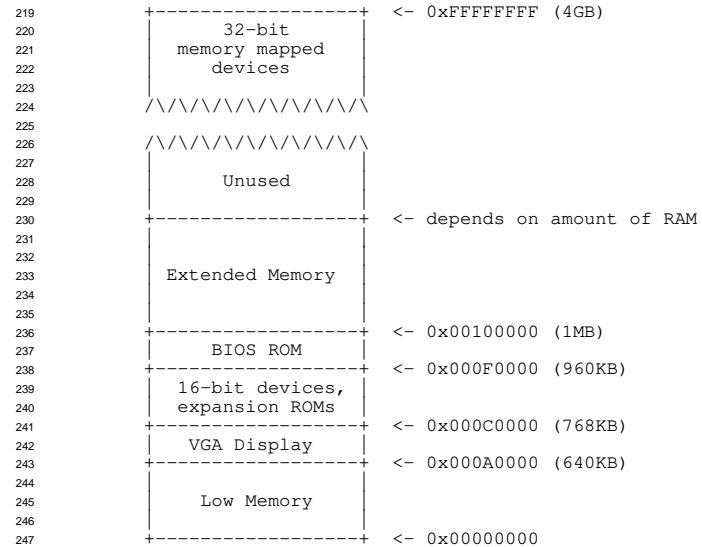 219 +------------------+ <- 0xFFFFFFFF (4GB)
220 | 32-bit |
221 | memory mapped |
222 | devices |
223 | |
224 /\/\/\/\/\/\/\/\/\/\
225
226 /\/\/\/\/\/\/\/\/\/\
227 | |
228 | Unused |
229 | |
230 +------------------+ <- depends on amount of RAM
231 | |
232 | |
233 | Extended Memory |
234 | |
235 | |
236 +------------------+ <- 0x00100000 (1MB)
237 | BIOS ROM |
238 +------------------+ <- 0x000F0000 (960KB)
239 | 16-bit devices, |
240 | expansion ROMs |
241 +------------------+ <- 0x000C0000 (768KB)
242 | VGA Display |
243 +------------------+ <- 0x000A0000 (640KB)
244 | |
245 | Low Memory |
246 | |
247 +------------------+ <- 0x00000000